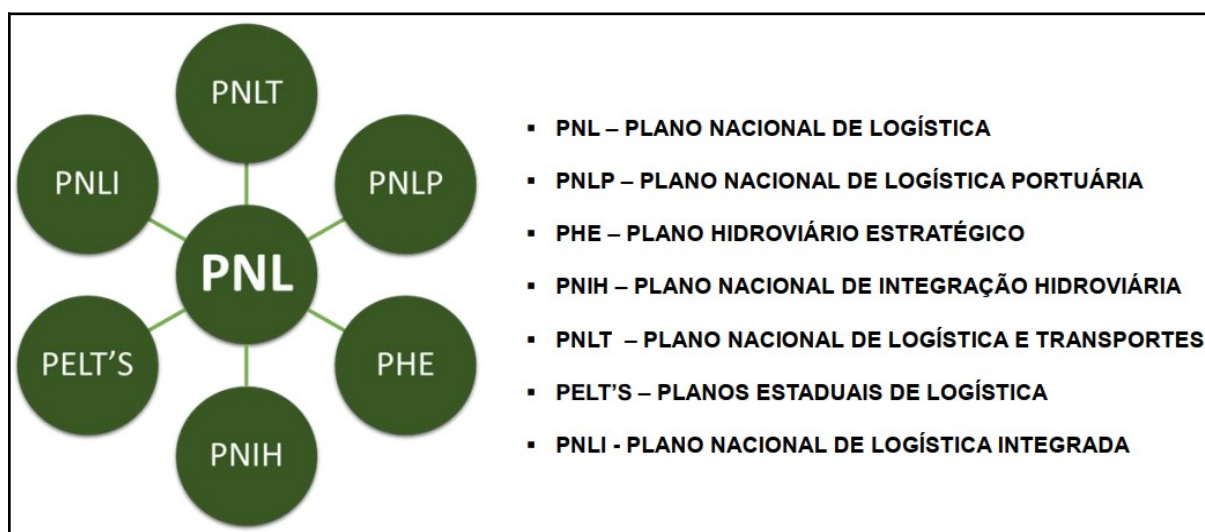 PNLT
PNLI
PNLP
PNL
PELT'S
PHE
PNIH
▪ PNL – PLANO NACIONAL DE LOGÍSTICA
▪ PNLP – PLANO NACIONAL DE LOGÍSTICA PORTUÁRIA
▪ PHE – PLANO HIDROVIÁRIO ESTRATÉGICO
▪ PNIH – PLANO NACIONAL DE INTEGRAÇÃO HIDROVIÁRIA
▪ PNLT – PLANO NACIONAL DE LOGÍSTICA E TRANSPORTES
▪ PELT'S – PLANOS ESTADUAIS DE LOGÍSTICA
▪ PNLI - PLANO NACIONAL DE LOGÍSTICA INTEGRADA